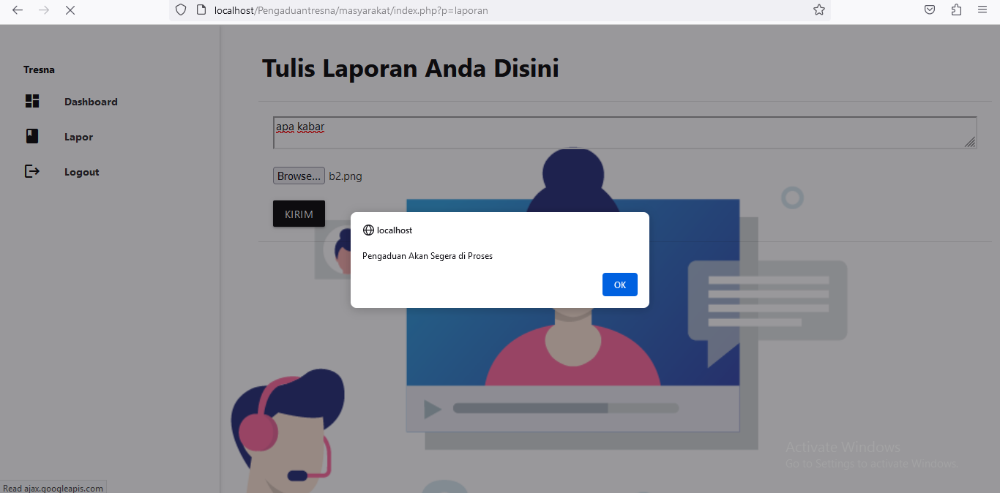 localhost/Pengaduantresna/masyarakat/index.php?p=laporan
Tresna
Dashboard
Lapor
Logout
Tulis Laporan Anda Disini
apa kabar
Browse... b2.png
KIRIM
localhost
Pengaduan Akan Segera di Proses
OK
Activate Windows
Go to Settings to activate Windows.
Read ajax.googleapis.com